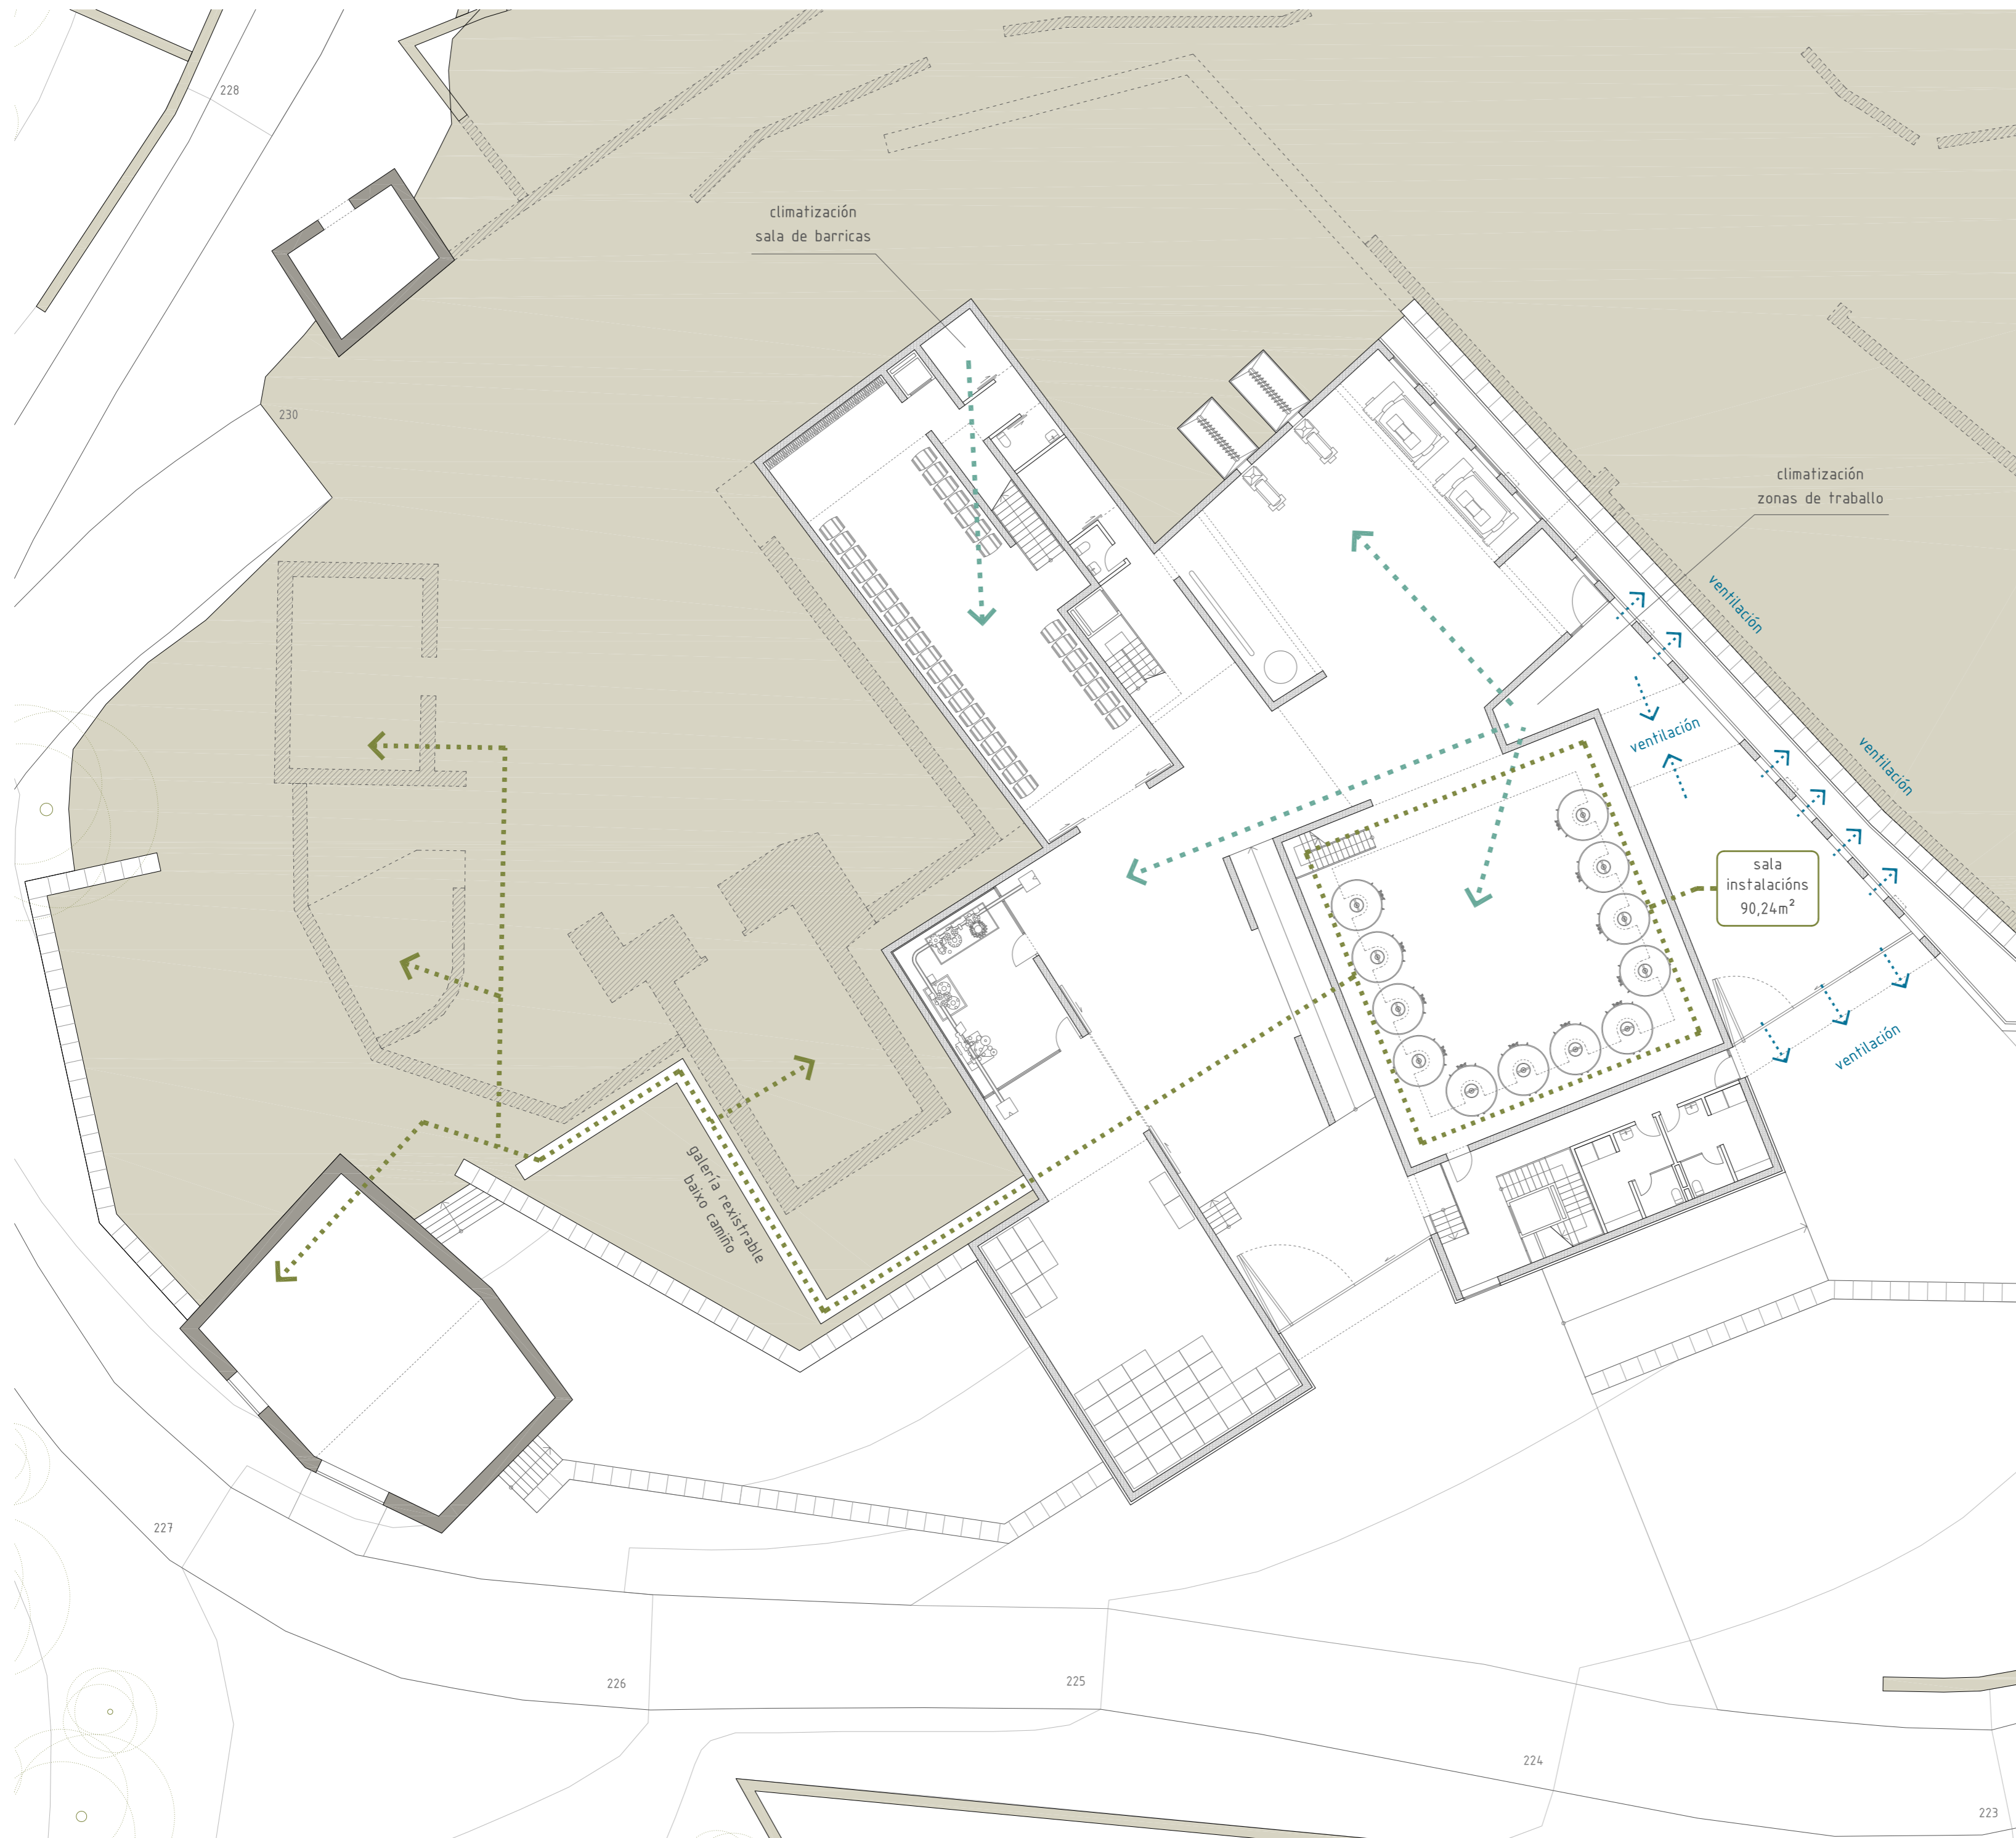 228
climatización
sala de barricas
230
climatización
zonas de traballo
ventilación
ventilación
ventilación
sala
instalacións
90,24m²
ventilación
galería rexistrable
baixo camiño
227
226
225
224
223